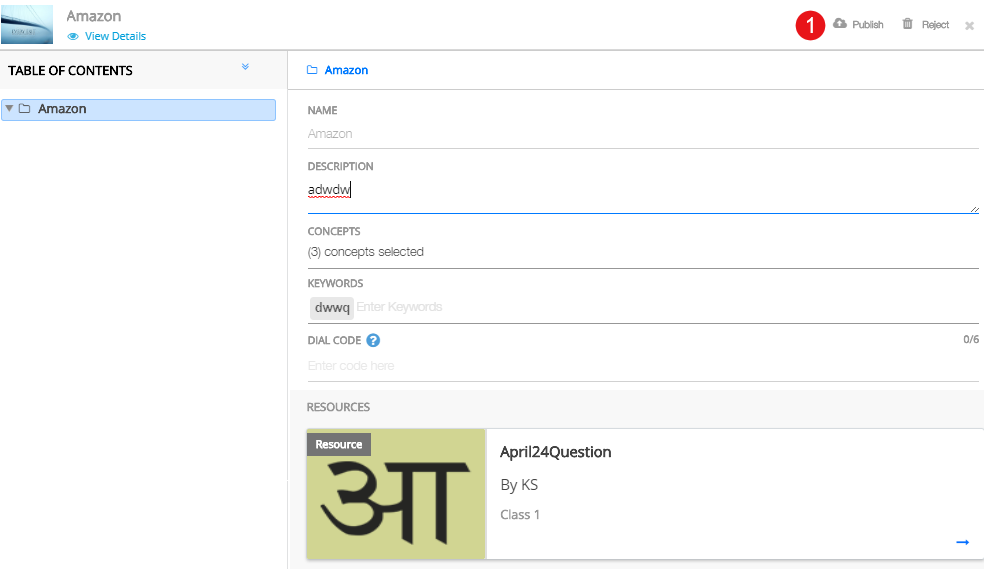 Amazon
View Details
1 Publish Reject
TABLE OF CONTENTS
Amazon
Amazon
NAME
Amazon
DESCRIPTION
adwdw
CONCEPTS
(3) concepts selected
KEYWORDS
dwwq Enter Keywords
DIAL CODE ? 0/6
Enter code here
RESOURCES
Resource
आ
April24Question
By KS
Class 1